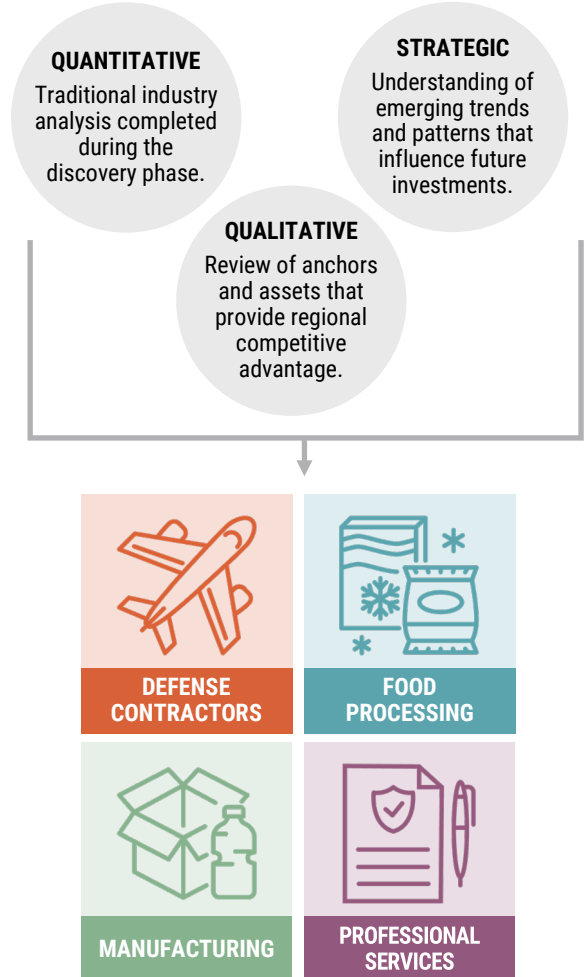 QUANTITATIVE
Traditional industry
analysis completed
during the
discovery phase.
STRATEGIC
Understanding of
emerging trends
and patterns that
influence future
investments.
QUALITATIVE
Review of anchors
and assets that
provide regional
competitive
advantage.
DEFENSE
CONTRACTORS
FOOD
PROCESSING
MANUFACTURING
PROFESSIONAL
SERVICES